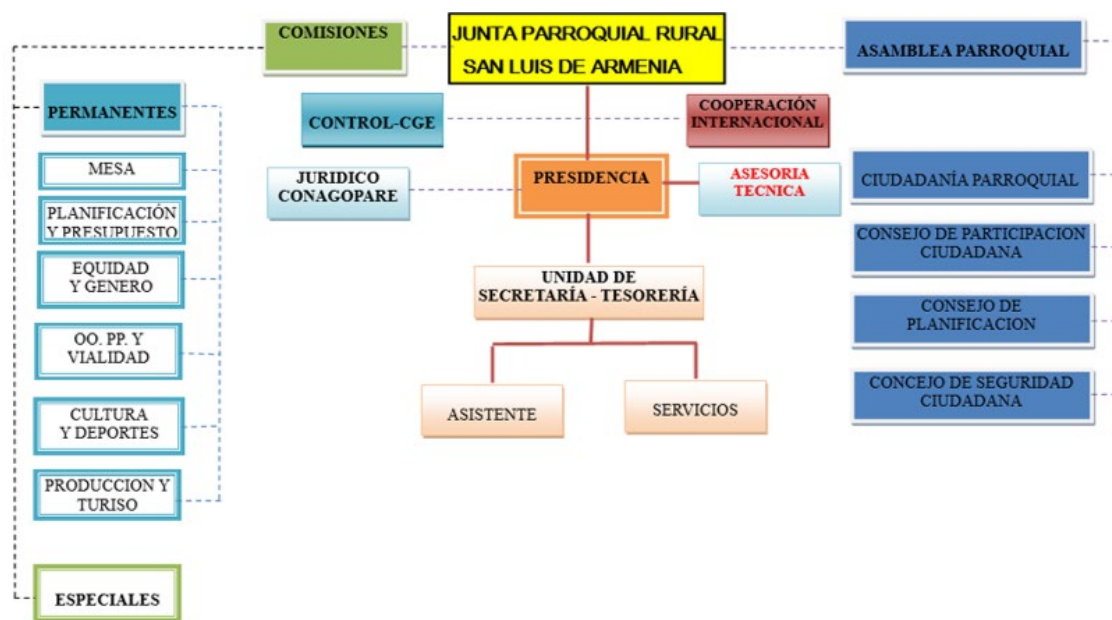 COMISIONES
JUNTA PARROQUIAL RURAL
SAN LUIS DE ARMENIA
ASAMBLEA PARROQUIAL
PERMANENTES
CONTROL-CGE
COOPERACIÓN
INTERNACIONAL
MESA
JURIDICO
CONAGOPARE
PRESIDENCIA
ASESORIA
TECNICA
CIUDADANÍA PARROQUIAL
PLANIFICACIÓN
Y PRESUPUESTO
CONSEJO DE PARTICIPACION
CIUDADANA
EQUIDAD
Y GENERO
UNIDAD DE
SECRETARÍA - TESORERÍA
CONSEJO DE
PLANIFICACION
OO. PP. Y
VIALIDAD
CONCEJO DE SEGURIDAD
CIUDADANA
CULTURA
Y DEPORTES
ASISTENTE
SERVICIOS
PRODUCCION Y
TURISO
ESPECIALES